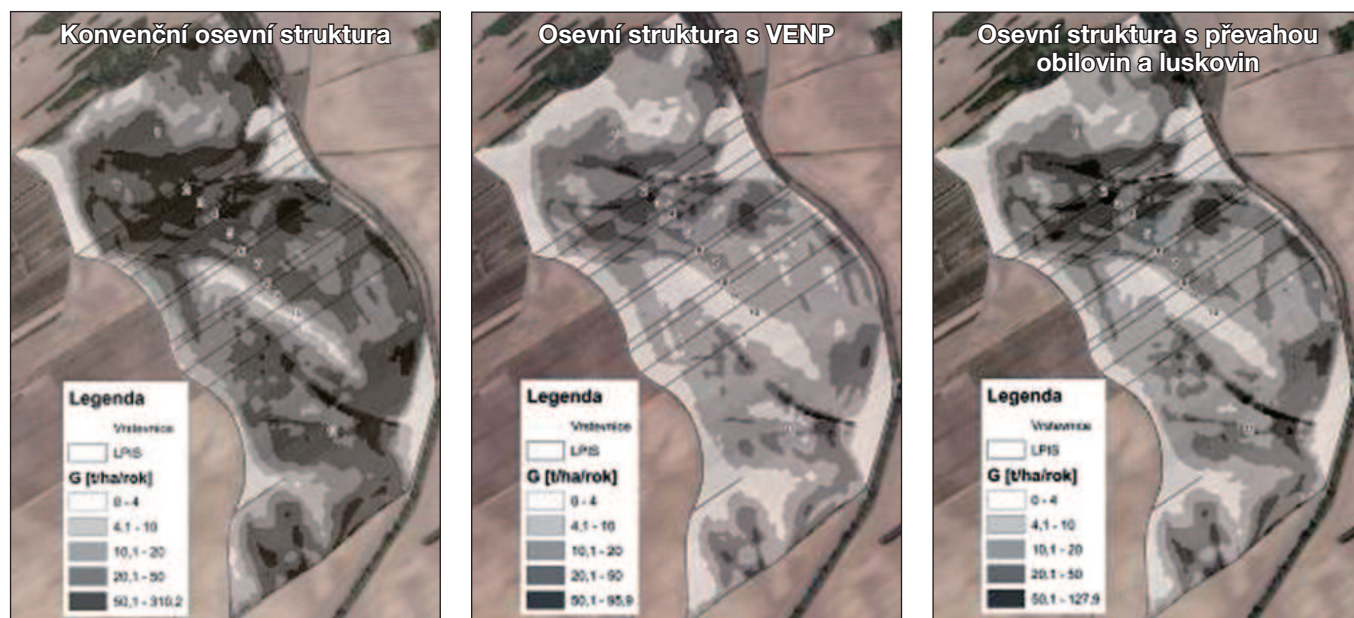 Konvenční osevní struktura
Legenda
Vrstevnice
LPIS
G [t/ha/rok]
0 - 4
4,1 - 10
10,1 - 20
20,1 - 50
50,1 - 310,2
Osevní struktura s VENP
Legenda
Vrstevnice
LPIS
G [t/ha/rok]
0 - 4
4,1 - 10
10,1 - 20
20,1 - 50
50,1 - 95,9
Osevní struktura s převahou
obilovin a luskovin
Legenda
Vrstevnice
LPIS
G [t/ha/rok]
0 - 4
4,1 - 10
10,1 - 20
20,1 - 50
50,1 - 127,9